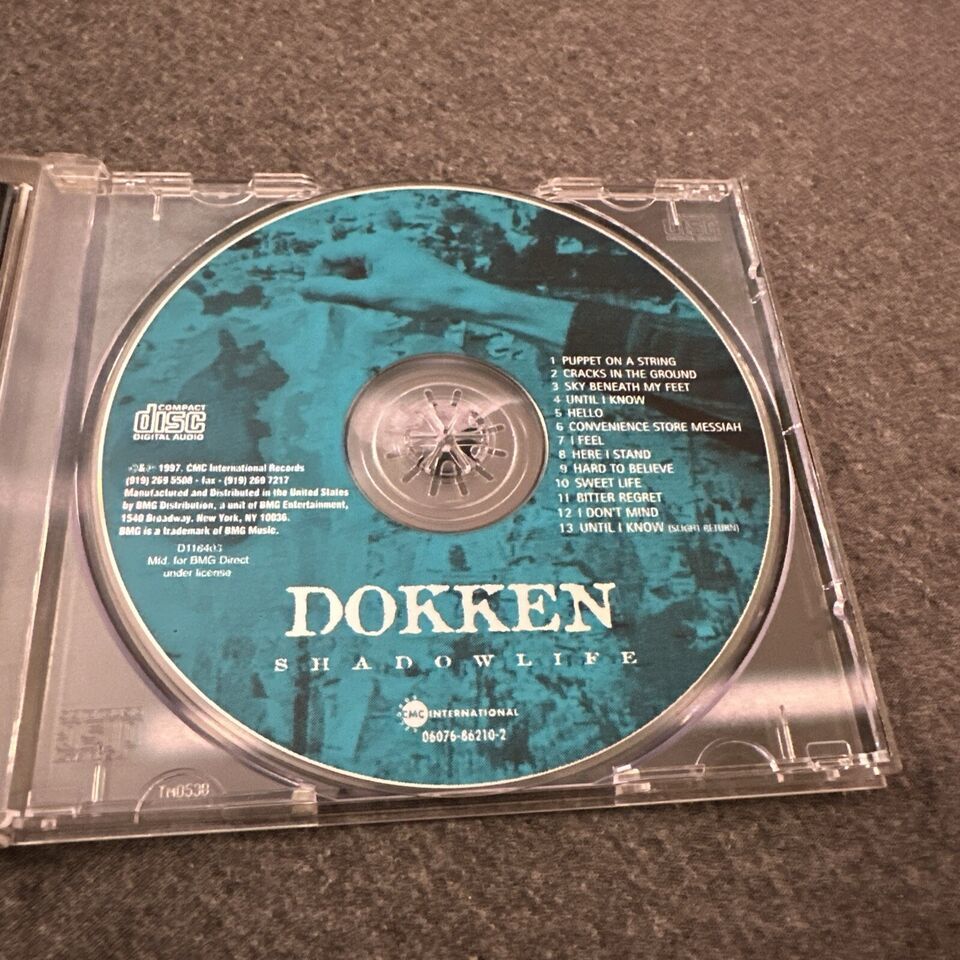 COMPACT
disc
DIGITAL AUDIO
℗&© 1997. CMC International Records
(919) 269 5508 - fax - (919) 269 7217
Manufactured and Distributed in the United States
by BMG Distribution, a unit of BMG Entertainment,
1540 Broadway, New York, NY 10036.
BMG is a trademark of BMG Music.
Mfd. for BMG Direct
under license
1 PUPPET ON A STRING
2 CRACKS IN THE GROUND
3 SKY BENEATH MY FEET
4 UNTIL I KNOW
5 HELLO
6 CONVENIENCE STORE MESSIAH
7 I FEEL
8 HERE I STAND
9 HARD TO BELIEVE
10 SWEET LIFE
11 BITTER REGRET
12 I DON'T MIND
13 UNTIL I KNOW (SLIGHT RETURN)
DOKKEN
SHADOWLIFE
CMC INTERNATIONAL
06076-86210-2
disc